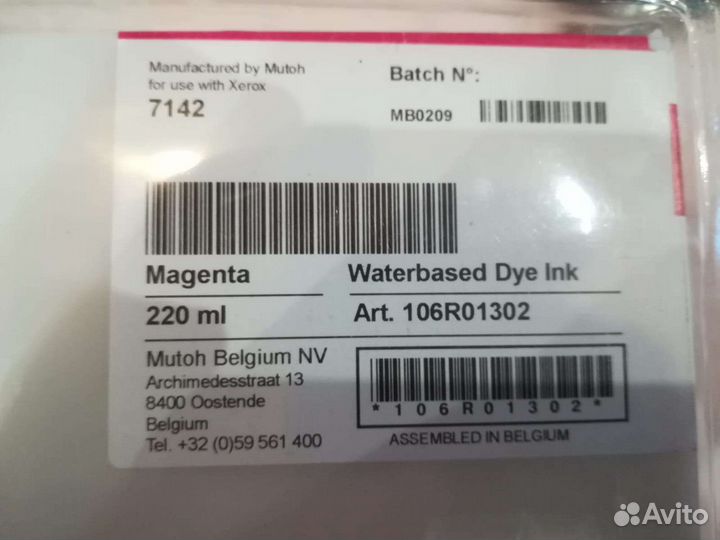 Manufactured by Mutoh
for use with Xerox
7142
Batch N°:
MB0209
Magenta
Waterbased Dye Ink
220 ml
Art. 106R01302
Mutoh Belgium NV
Archimedesstraat 13
8400 Oostende
Belgium
Tel. +32 (0)59 561 400
*106R01302*
ASSEMBLED IN BELGIUM
Avito